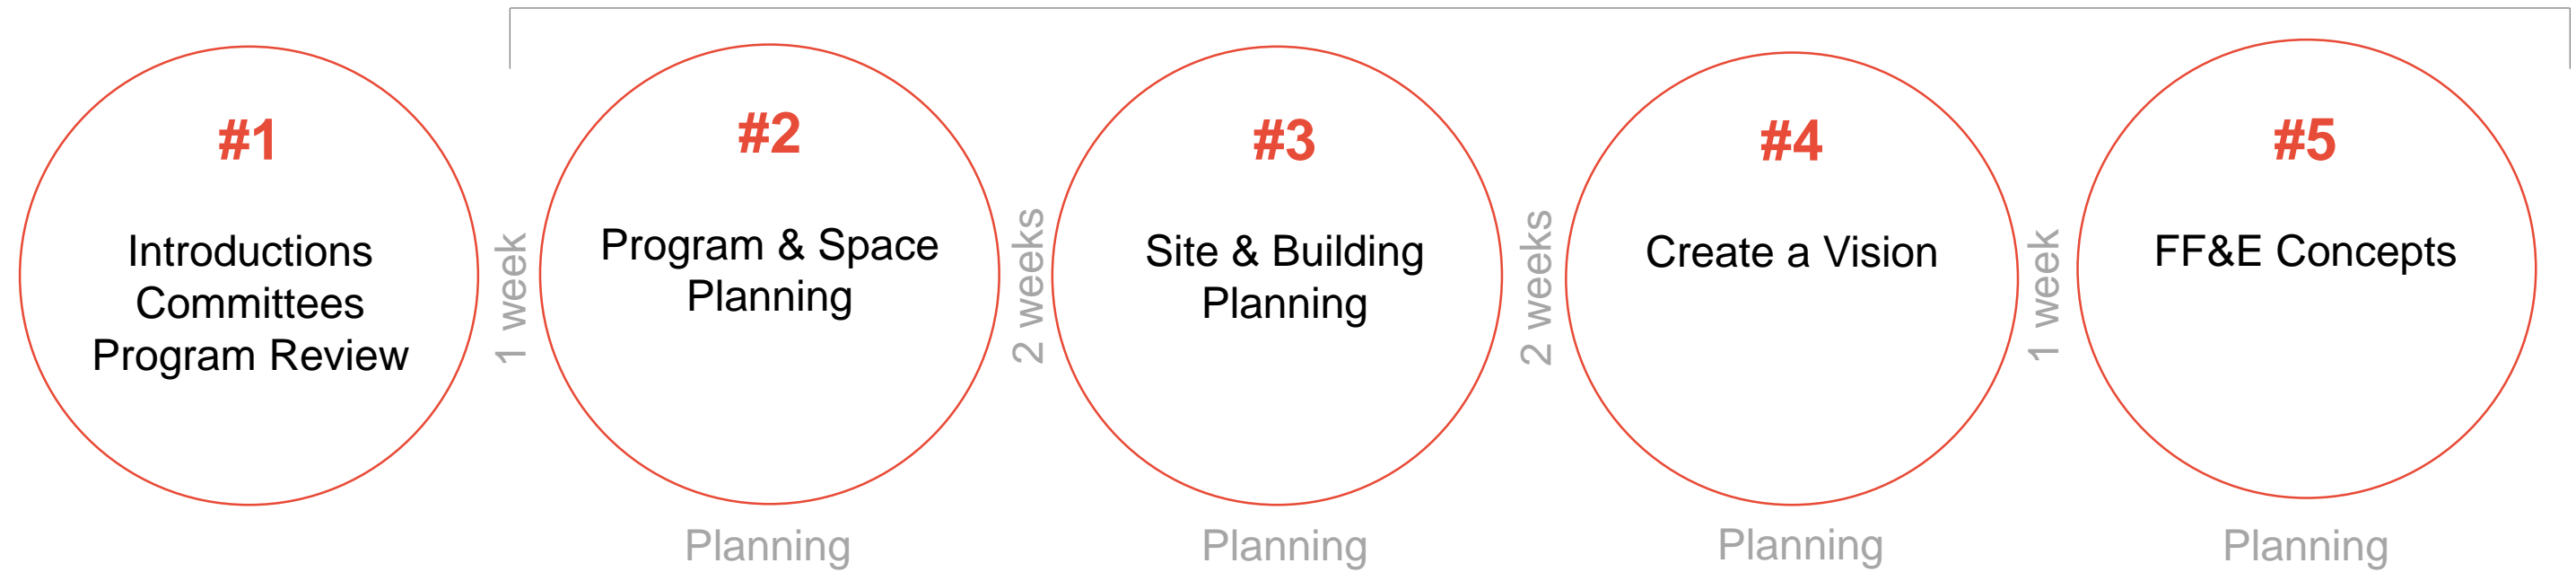 #1
Introductions
Committees
Program Review
1 week
#2
Program & Space
Planning
Planning
2 weeks
#3
Site & Building
Planning
Planning
2 weeks
#4
Create a Vision
Planning
1 week
#5
FF&E Concepts
Planning